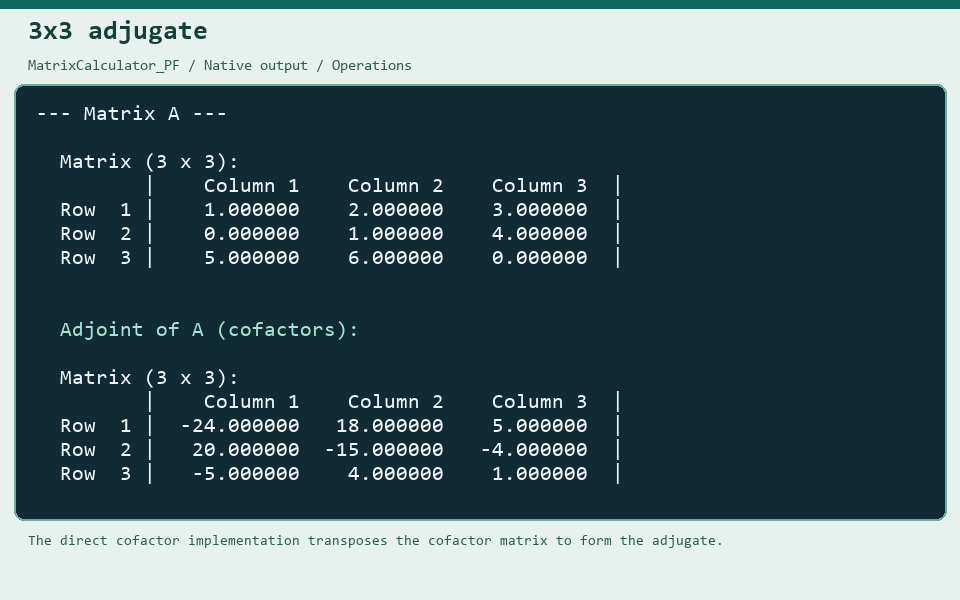 3x3 adjugate
MatrixCalculator_PF / Native output / Operations
--- Matrix A ---
Matrix (3 x 3):
|    Column 1    Column 2    Column 3  |
Row  1 |    1.000000    2.000000    3.000000  |
Row  2 |    0.000000    1.000000    4.000000  |
Row  3 |    5.000000    6.000000    0.000000  |
Adjoint of A (cofactors):
Matrix (3 x 3):
|    Column 1    Column 2    Column 3  |
Row  1 |  -24.000000   18.000000    5.000000  |
Row  2 |   20.000000  -15.000000   -4.000000  |
Row  3 |   -5.000000    4.000000    1.000000  |
The direct cofactor implementation transposes the cofactor matrix to form the adjugate.